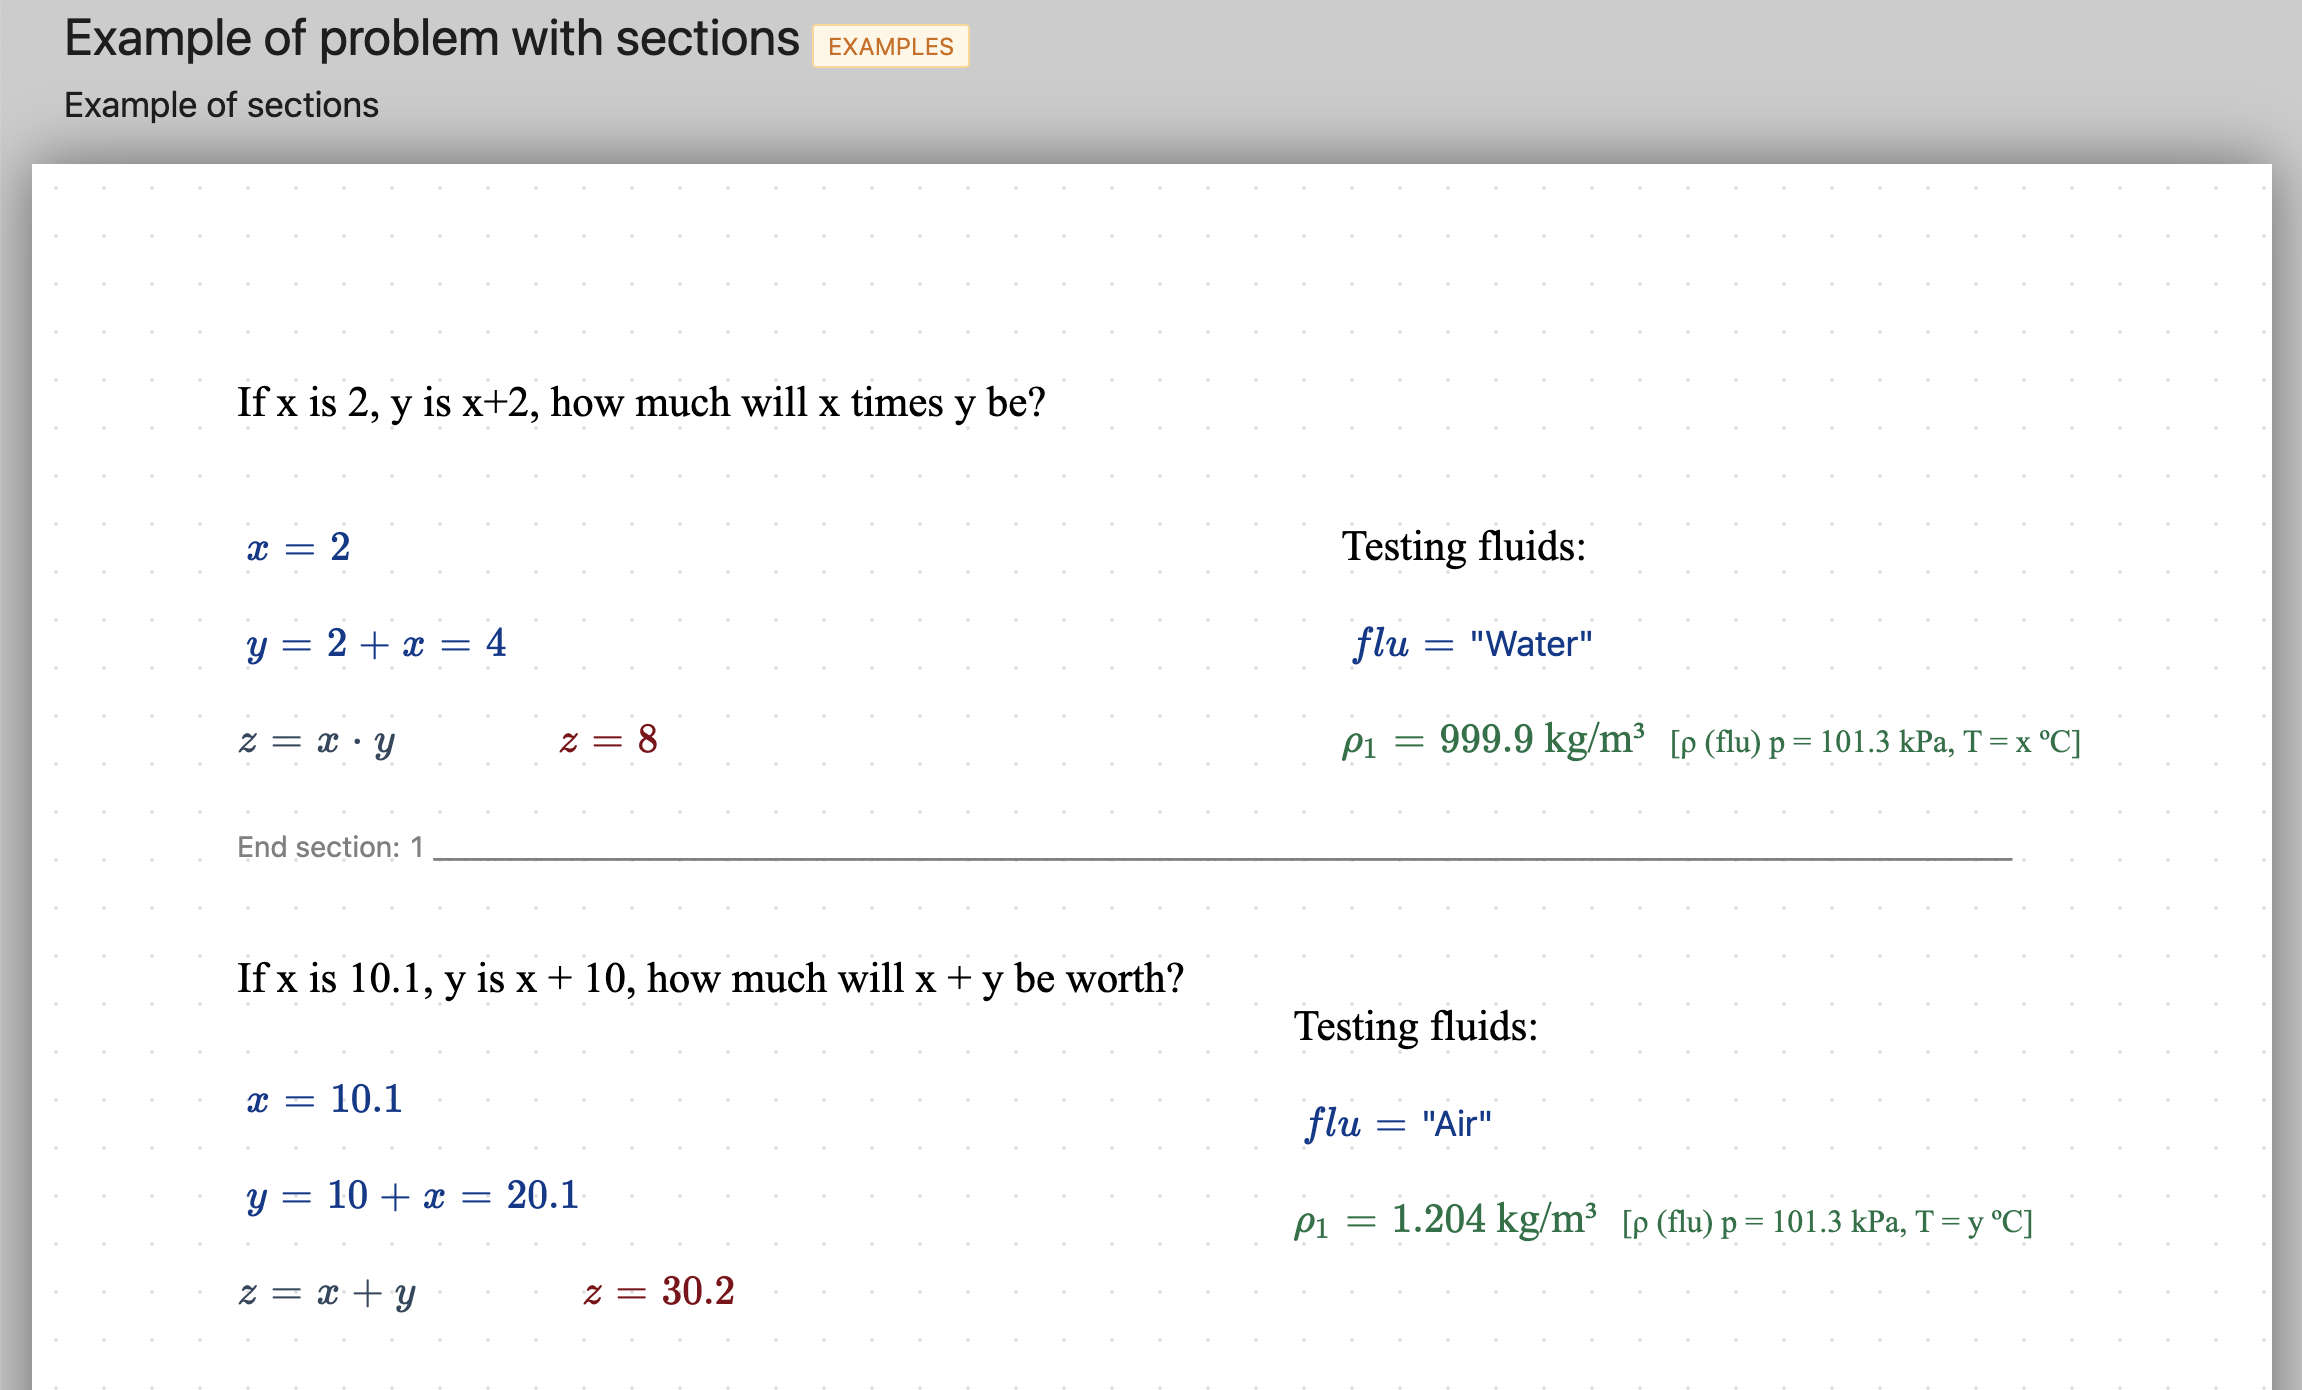 Example of problem with sections EXAMPLES
Example of sections
If x is 2, y is x+2, how much will x times y be?
x = 2
y = 2 + x = 4
z = x · y
z = 8
Testing fluids:
flu = "Water"
ρ₁ = 999.9 kg/m³ [ρ (flu) p = 101.3 kPa, T = x ºC]
End section: 1
If x is 10.1, y is x + 10, how much will x + y be worth?
x = 10.1
y = 10 + x = 20.1
z = x + y
z = 30.2
Testing fluids:
flu = "Air"
ρ₁ = 1.204 kg/m³ [ρ (flu) p = 101.3 kPa, T = y ºC]